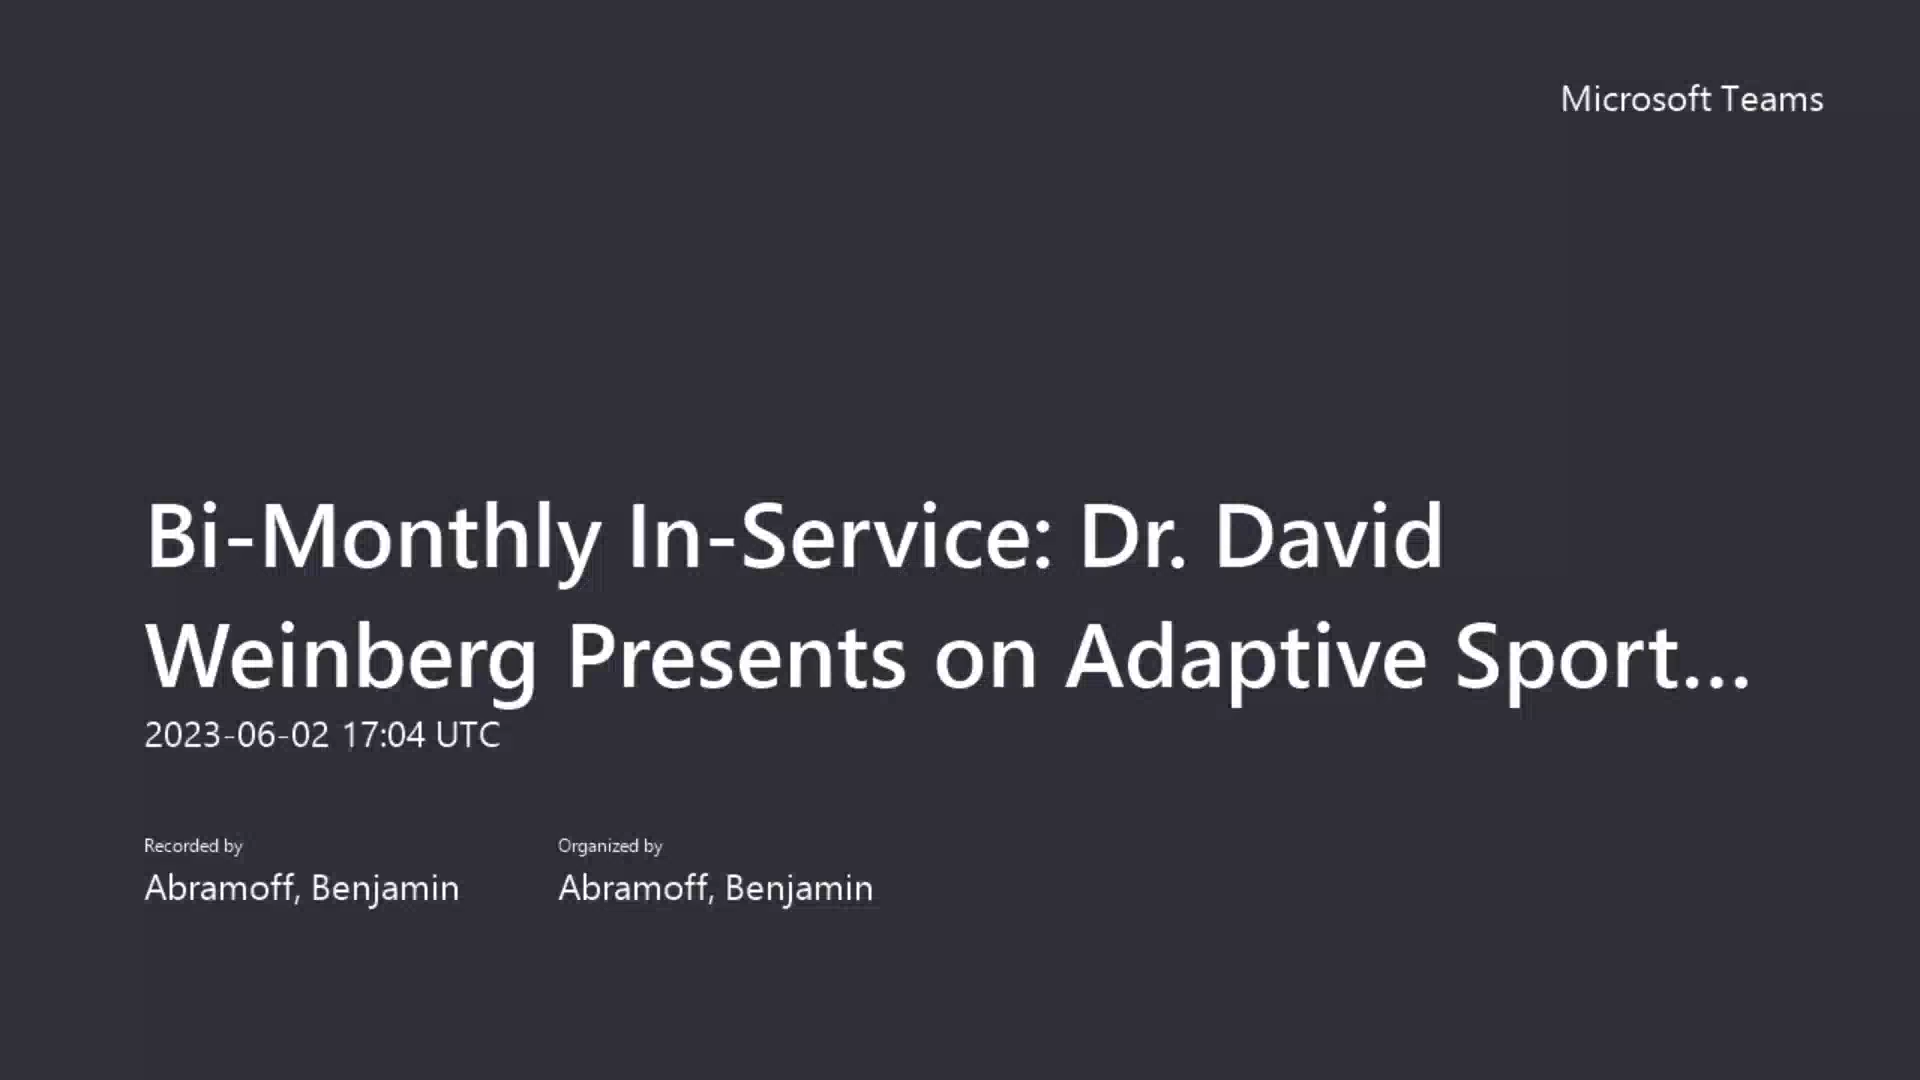 Microsoft Teams
Bi-Monthly In-Service: Dr. David
Weinberg Presents on Adaptive Sport...
2023-06-02 17:04 UTC
Recorded by
Organized by
Abramoff, Benjamin
Abramoff, Benjamin